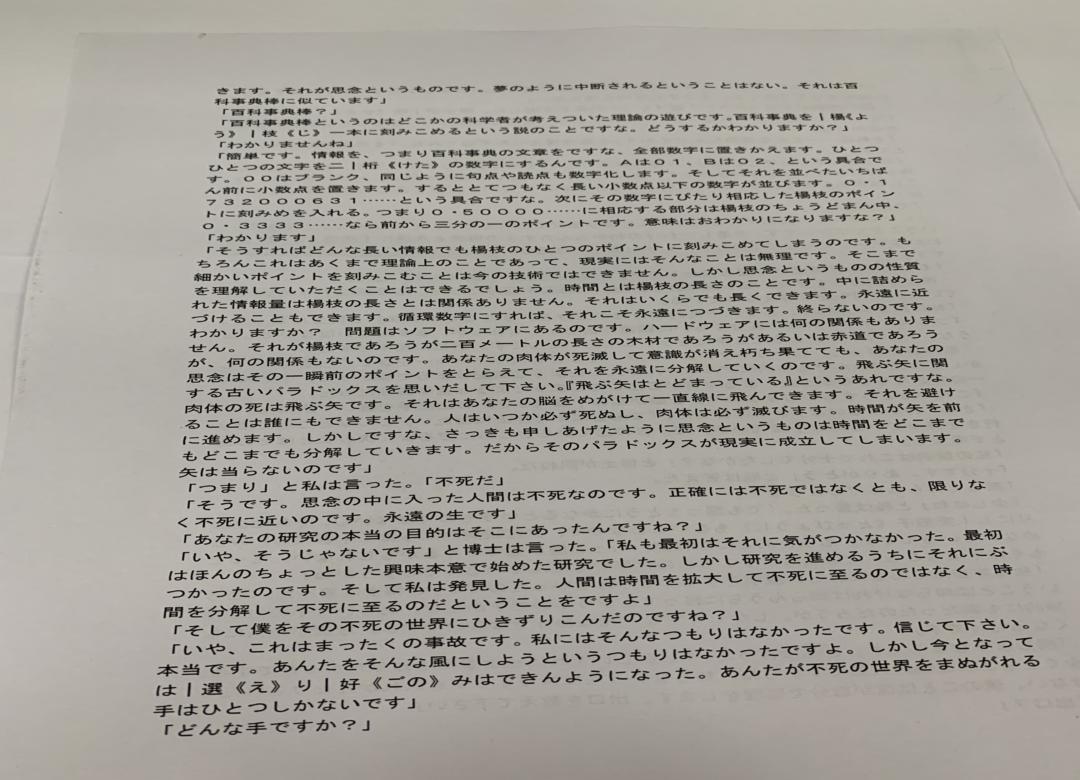 きます。それが思念というものです。夢のように中断されるということはない。それは百
科事典棒に似ています」
「百科事典棒？」
「百科事典棒というのはどこかの科学者が考えついた理論の遊びです。百科事典を｜楊《よ
う》｜枝《じ》一本に刻みこめるという説のことですな。どうするかわかりますか？」
「わかりませんね」
「簡単です。情報を、つまり百科事典の文章をですな、全部数字に置きかえます。ひとつ
ひとつの文字を二｜桁《けた》の数字にするんです。Ａは０１、Ｂは０２、という具合で
す。００はブランク、同じように句点や読点も数字化します。そしてそれを並べたいちば
ん前に小数点を置きます。するととてつもなく長い小数点以下の数字が並びます。０・１
７３２０００６３１……という具合ですな。次にその数字にぴたり相応した楊枝のポイン
トに刻みめを入れる。つまり０・５００００……に相応する部分は楊枝のちょうどまん中、
０・３３３３……なら前から三分の一のポイントです。意味はおわかりになりますな？」
「わかります」
「そうすればどんな長い情報でも楊枝のひとつのポイントに刻みこめてしまうのです。も
ちろんこれはあくまで理論上のことであって、現実にはそんなことは無理です。そこまで
細かいポイントを刻みこむことは今の技術ではできません。しかし思念というものの性質
を理解していただくことはできるでしょう。時間とは楊枝の長さのことです。中に詰めら
れた情報量は楊枝の長さとは関係ありません。それはいくらでも長くできます。永遠に近
づけることもできます。循環数字にすれば、それこそ永遠につづきます。終らないのです。
わかりますか？　問題はソフトウェアにあるのです。ハードウェアには何の関係もありま
せん。それが楊枝であろうが二百メートルの長さの木材であろうがあるいは赤道であろう
が、何の関係もないのです。あなたの肉体が死滅して意識が消え朽ち果てても、あなたの
思念はその一瞬前のポイントをとらえて、それを永遠に分解していくのです。飛ぶ矢に関
する古いパラドックスを思いだして下さい。『飛ぶ矢はとどまっている』というあれですな。
肉体の死は飛ぶ矢です。それはあなたの脳をめがけて一直線に飛んできます。それを避け
ることは誰にもできません。人はいつか必ず死ぬし、肉体は必ず滅びます。時間が矢を前
に進めます。しかしですな、さっきも申しあげたように思念というものは時間をどこまで
もどこまでも分解していきます。だからそのパラドックスが現実に成立してしまいます。
矢は当らないのです」
「つまり」と私は言った。「不死だ」
「そうです。思念の中に入った人間は不死なのです。正確には不死ではなくとも、限りな
く不死に近いのです。永遠の生です」
「あなたの研究の本当の目的はそこにあったんですね？」
「いや、そうじゃないです」と博士は言った。「私も最初はそれに気がつかなかった。最初
はほんのちょっとした興味本意で始めた研究でした。しかし研究を進めるうちにそれにぶ
つかったのです。そして私は発見した。人間は時間を拡大して不死に至るのではなく、時
間を分解して不死に至るのだということをですよ」
「そして僕をその不死の世界にひきずりこんだのですね？」
「いや、これはまったくの事故です。私にはそんなつもりはなかったです。信じて下さい。
本当です。あんたをそんな風にしようというつもりはなかったですよ。しかし今となって
は｜選《え》り｜好《ごの》みはできんようになった。あんたが不死の世界をまぬがれる
手はひとつしかないです」
「どんな手ですか？」